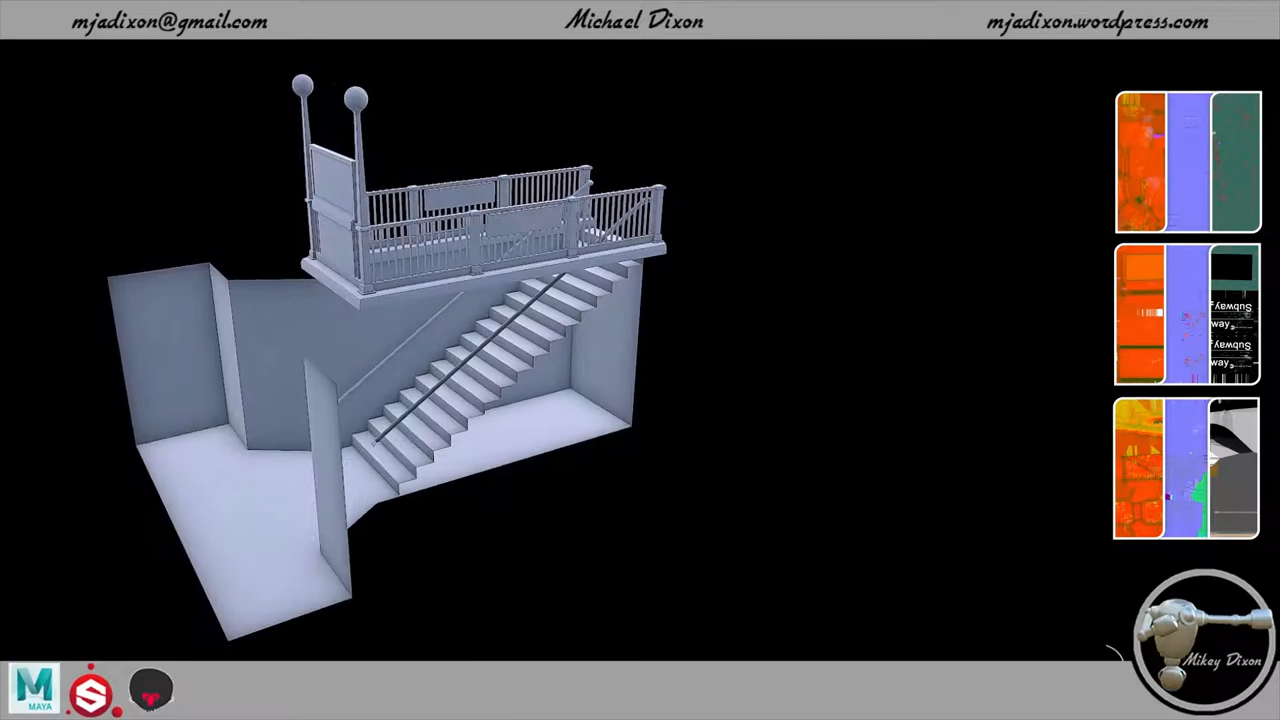 mjadixon@gmail.com
Michael Dixon
mjadixon.wordpress.com
Subway
way
Subway
way
Mikey Dixon
MAYA